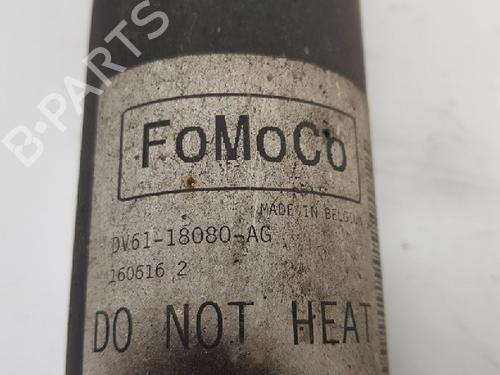 B-PARTS
FoMoCo
MADE IN BELGIUM
DV61-18080-AG
160616 2
DO NOT HEAT